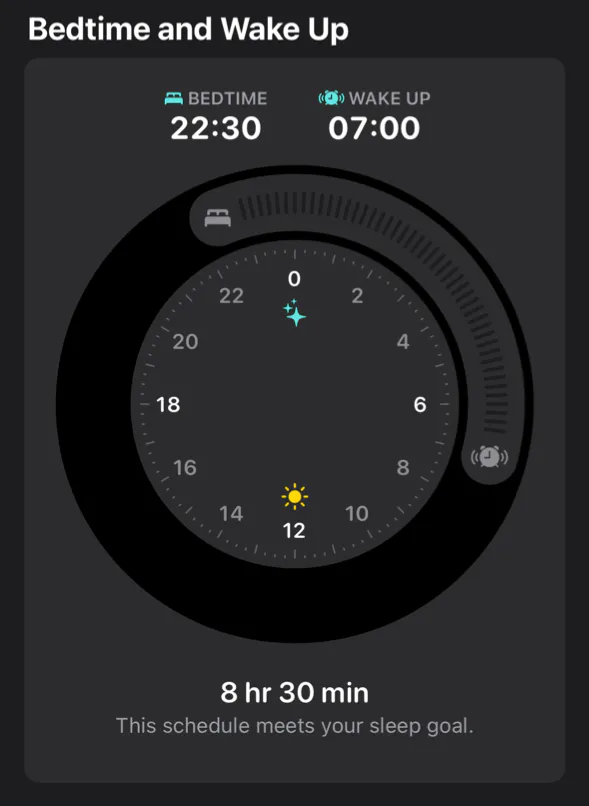 Bedtime and Wake Up
BEDTIME WAKE UP
22:30 07:00
0
22 2
20 4
18 6
16 8
14 10
12
8 hr 30 min
This schedule meets your sleep goal.